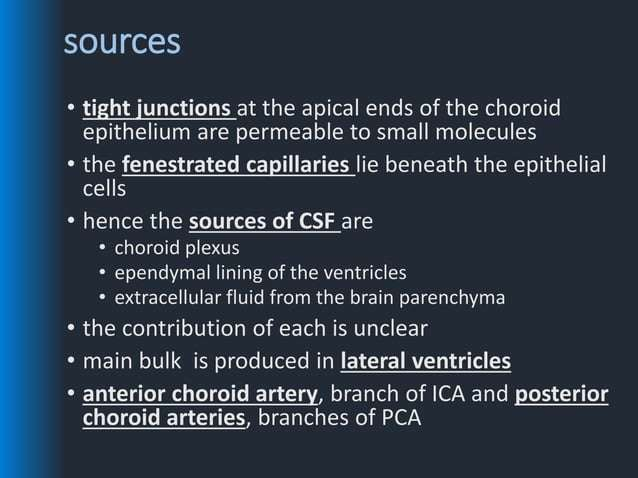 sources
• tight junctions at the apical ends of the choroid
epithelium are permeable to small molecules
• the fenestrated capillaries lie beneath the epithelial
cells
• hence the sources of CSF are
• choroid plexus
• ependymal lining of the ventricles
• extracellular fluid from the brain parenchyma
• the contribution of each is unclear
• main bulk is produced in lateral ventricles
• anterior choroid artery, branch of ICA and posterior
choroid arteries, branches of PCA